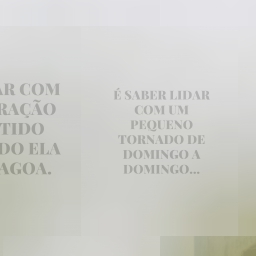 AR COM
RAÇÃO
TIDO
DO ELA
AGOA.
É SABER LIDAR
COM UM
PEQUENO
TORNADO DE
DOMINGO A
DOMINGO...